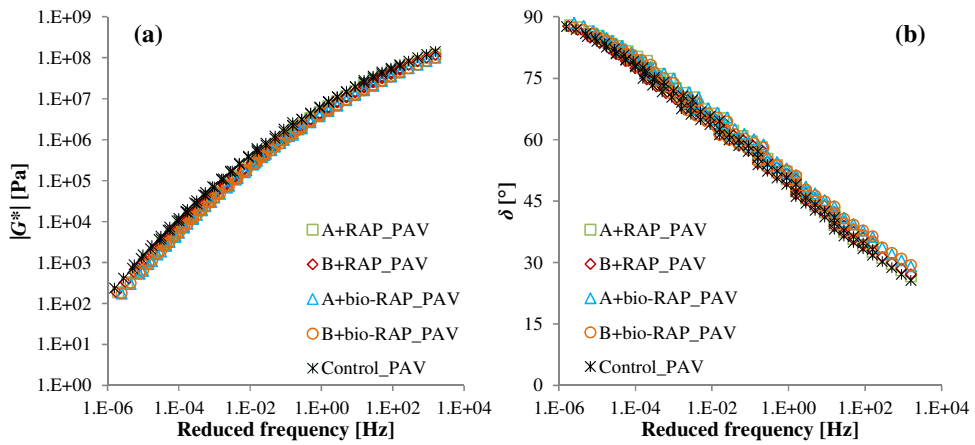 (a)
|G*| [Pa]
1.E+09
1.E+08
1.E+07
1.E+06
1.E+05
1.E+04
1.E+03
1.E+02
1.E+01
1.E+00
A+RAP_PAV
B+RAP_PAV
A+bio-RAP_PAV
B+bio-RAP_PAV
Control_PAV
1.E-06 1.E-04 1.E-02 1.E+00 1.E+02 1.E+04
Reduced frequency [Hz]
(b)
δ [°]
90
75
60
45
30
15
0
A+RAP_PAV
B+RAP_PAV
A+bio-RAP_PAV
B+bio-RAP_PAV
Control_PAV
1.E-06 1.E-04 1.E-02 1.E+00 1.E+02 1.E+04
Reduced frequency [Hz]